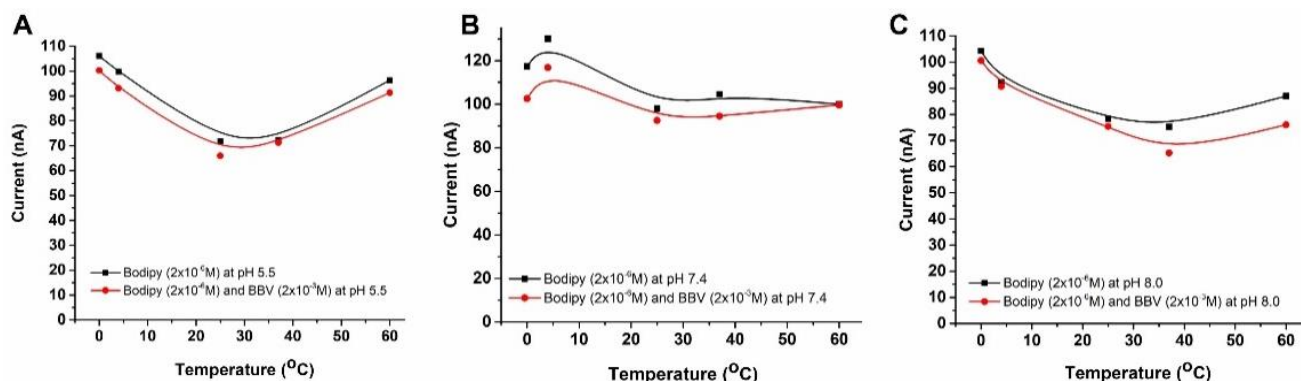 A
110
100
90
80
70
60
50
40
30
20
10
0
Current (nA)
Bodipy (2x10⁻⁶M) at pH 5.5
Bodipy (2x10⁻⁶M) and BBV (2x10⁻³M) at pH 5.5
0 10 20 30 40 50 60
Temperature (⁰C)
B
120
100
80
60
40
20
0
Current (nA)
Bodipy (2x10⁻⁶M) at pH 7.4
Bodipy (2x10⁻⁶M) and BBV (2x10⁻³M) at pH 7.4
0 10 20 30 40 50 60
Temperature (⁰C)
C
110
100
90
80
70
60
50
40
30
20
10
0
Current (nA)
Bodipy (2x10⁻⁶M) at pH 8.0
Bodipy (2x10⁻⁶M) and BBV (2x10⁻³M) at pH 8.0
0 10 20 30 40 50 60
Temperature (⁰C)